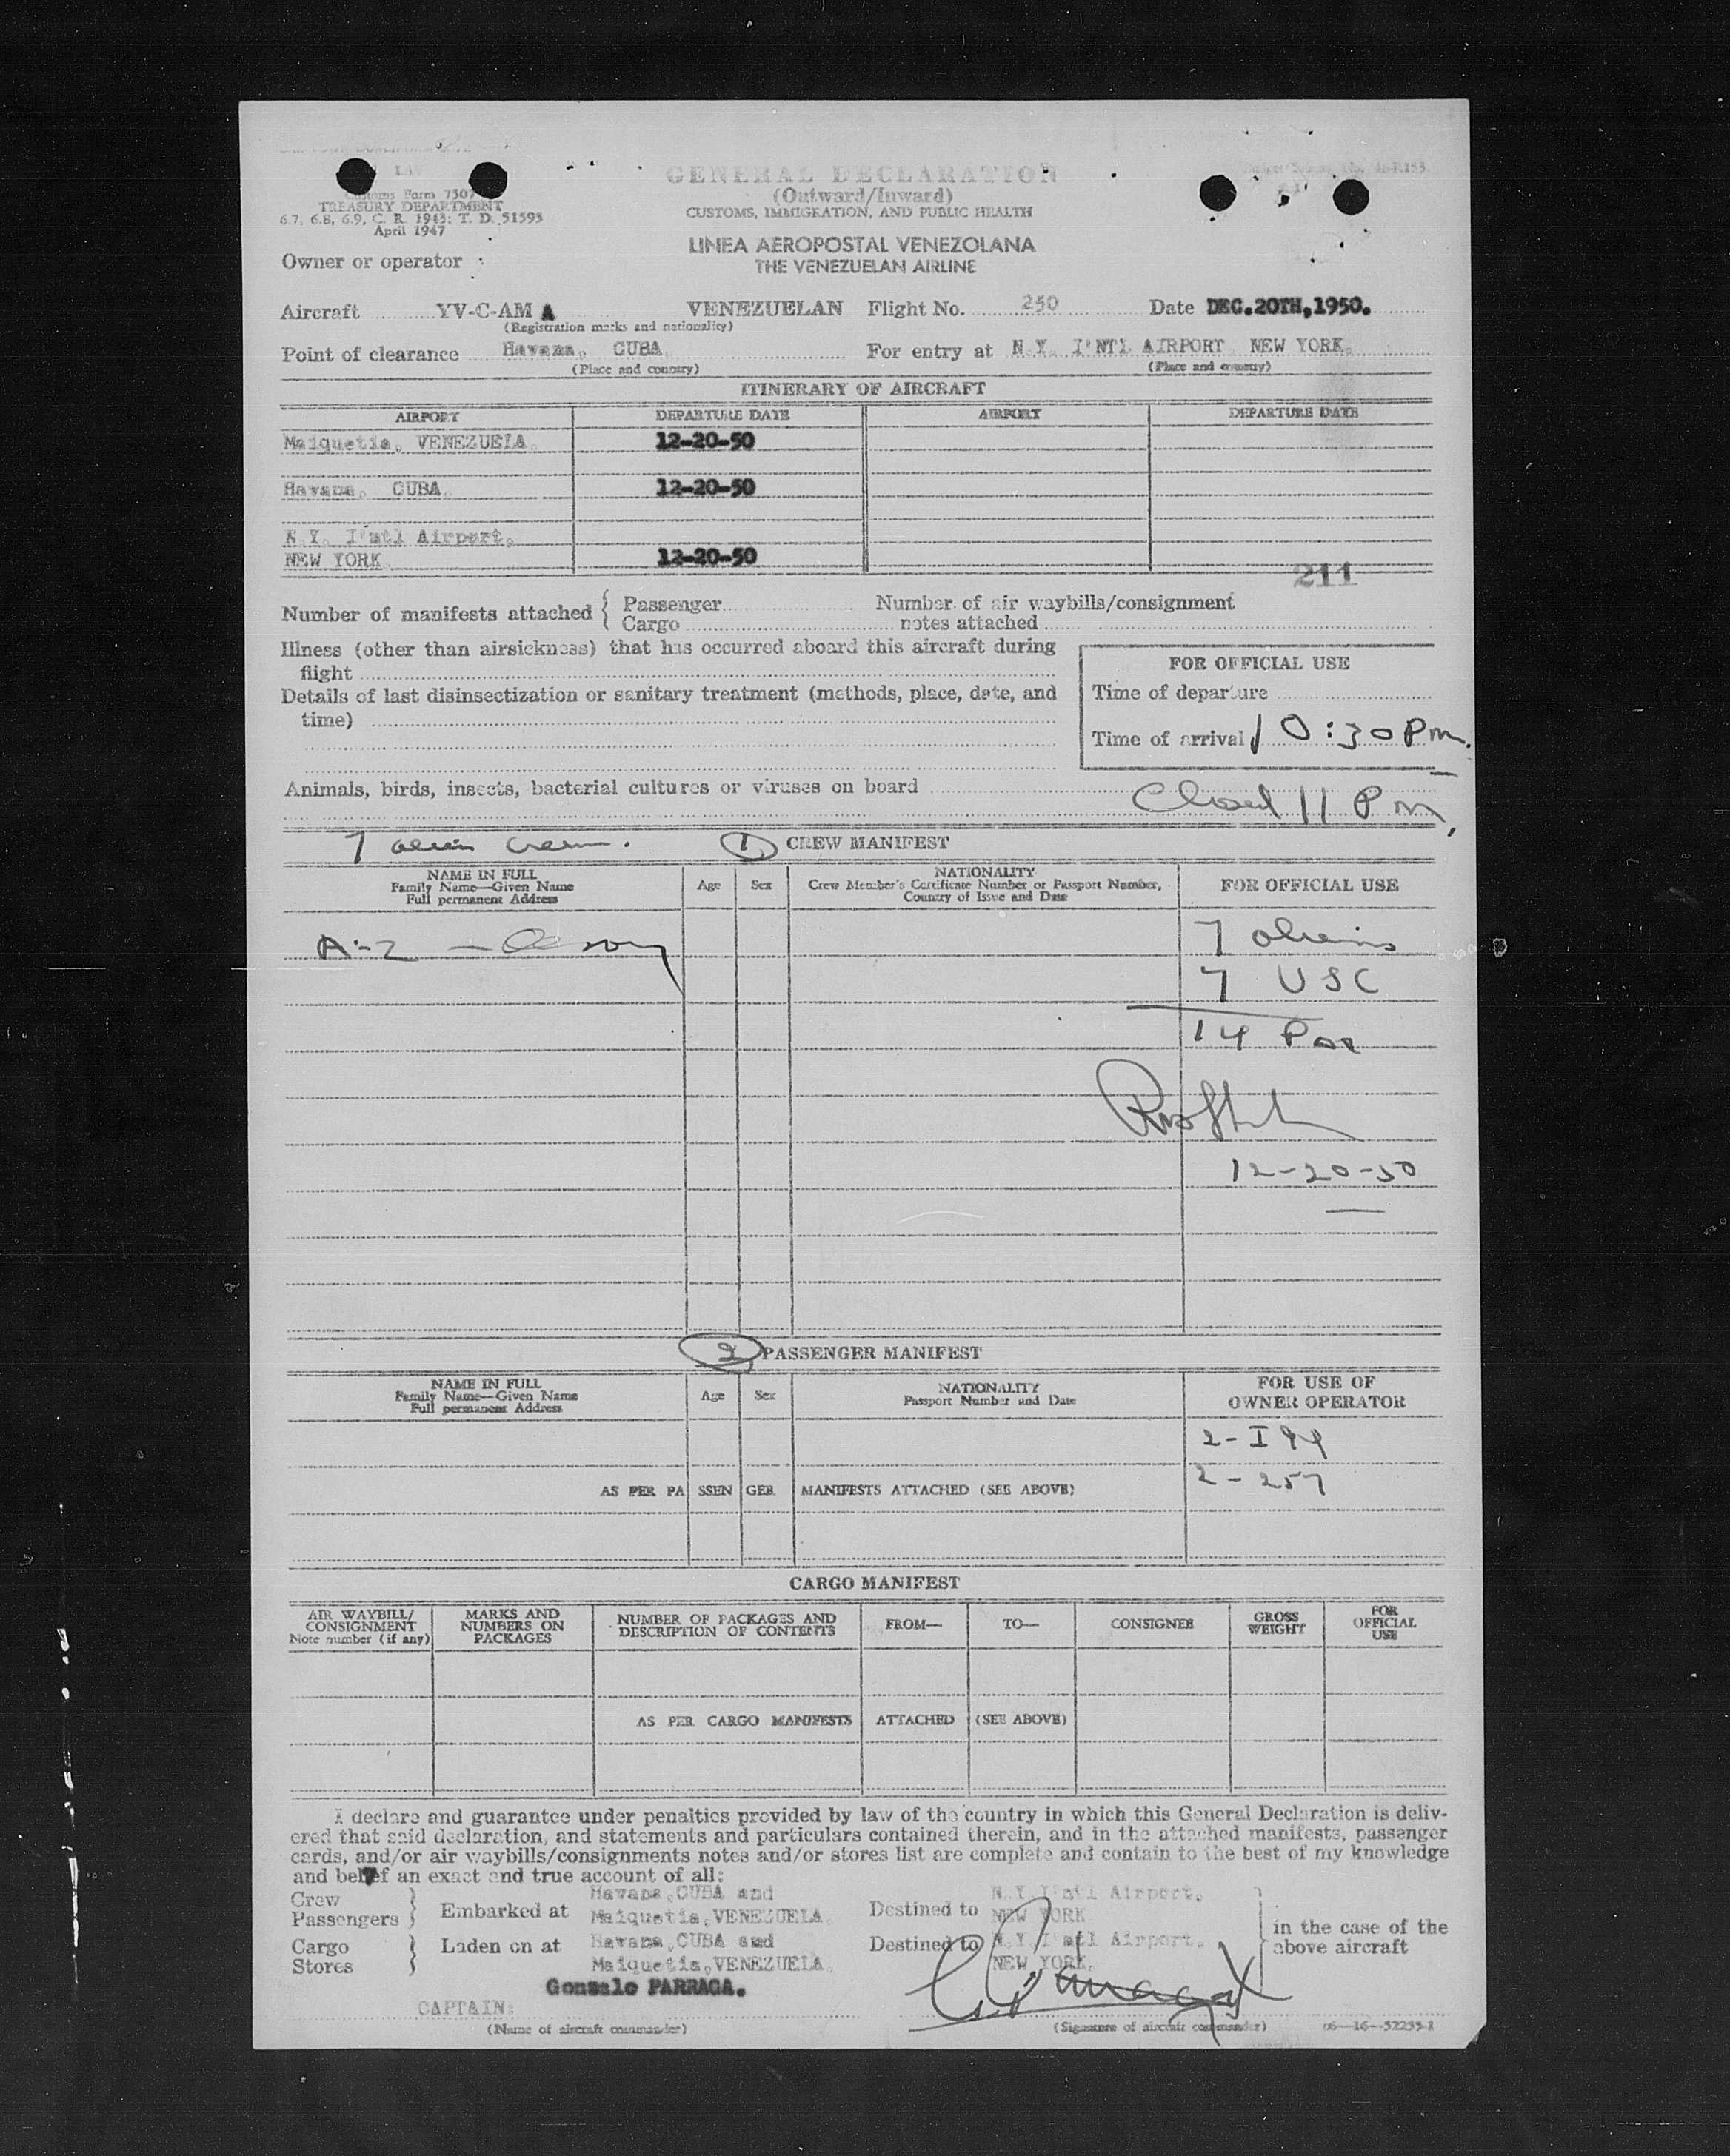 GENERAL DECLARATION
(Outward/Inward)
CUSTOMS, IMMIGRATION, AND PUBLIC HEALTH
Customs Form 7507
TREASURY DEPARTMENT
6.7, 6.8, 6.9, C. R. 1943; T. D. 51593
April 1947
LINEA AEROPOSTAL VENEZOLANA
THE VENEZUELAN AIRLINE
Owner or operator
Aircraft YV-C-AM A VENEZUELAN Flight No. 250 Date DEC.20TH,1950.
(Registration marks and nationality)
Point of clearance Havana, CUBA. For entry at N.Y. I'NTL AIRPORT NEW YORK.
(Place and country) (Place and country)
ITINERARY OF AIRCRAFT
AIRPORT DEPARTURE DATE AIRPORT DEPARTURE DATE
Maiquetia, VENEZUELA. 12-20-50
Havana, CUBA. 12-20-50
N.Y. I'ntl Airport,
NEW YORK 12-20-50
211
Number of manifests attached { Passenger Number of air waybills/consignment
Cargo notes attached
Illness (other than airsickness) that has occurred aboard this aircraft during
flight
Details of last disinsectization or sanitary treatment (methods, place, date, and
time)
FOR OFFICIAL USE
Time of departure
Time of arrival 10:30 Pm.
Animals, birds, insects, bacterial cultures or viruses on board
Closed 11 Pm,
7 alien crew. 1 CREW MANIFEST
NAME IN FULL
Family Name—Given Name
Full permanent Address
Age Sex
NATIONALITY
Crew Member's Certificate Number or Passport Number,
Country of Issue and Date
FOR OFFICIAL USE
A-2 —
7 aliens
7 USC
14 Pas
12-20-50
2 PASSENGER MANIFEST
NAME IN FULL
Family Name—Given Name
Full permanent Address
Age Sex
NATIONALITY
Passport Number and Date
FOR USE OF
OWNER OPERATOR
2-I 94
2-257
AS PER PASSENGER MANIFESTS ATTACHED (SEE ABOVE)
CARGO MANIFEST
AIR WAYBILL/
CONSIGNMENT
Note number (if any)
MARKS AND
NUMBERS ON
PACKAGES
NUMBER OF PACKAGES AND
DESCRIPTION OF CONTENTS
FROM— TO— CONSIGNEE
GROSS
WEIGHT
FOR
OFFICIAL
USE
AS PER CARGO MANIFESTS ATTACHED (SEE ABOVE)
I declare and guarantee under penalties provided by law of the country in which this General Declaration is deliv-
ered that said declaration, and statements and particulars contained therein, and in the attached manifests, passenger
cards, and/or air waybills/consignments notes and/or stores list are complete and contain to the best of my knowledge
and belief an exact and true account of all:
Crew
Passengers } Embarked at Havana,CUBA and
Maiquetia,VENEZUELA.
Destined to N.Y.I'ntl Airport.
NEW YORK
Cargo
Stores } Laden on at Havana,CUBA and
Maiquetia,VENEZUELA.
Destined to N.Y.I'ntl Airport.
NEW YORK.
in the case of the
above aircraft
Gonzalo PARRAGA.
CAPTAIN:
(Name of aircraft commander) (Signature of aircraft commander) 06—16—52235-1